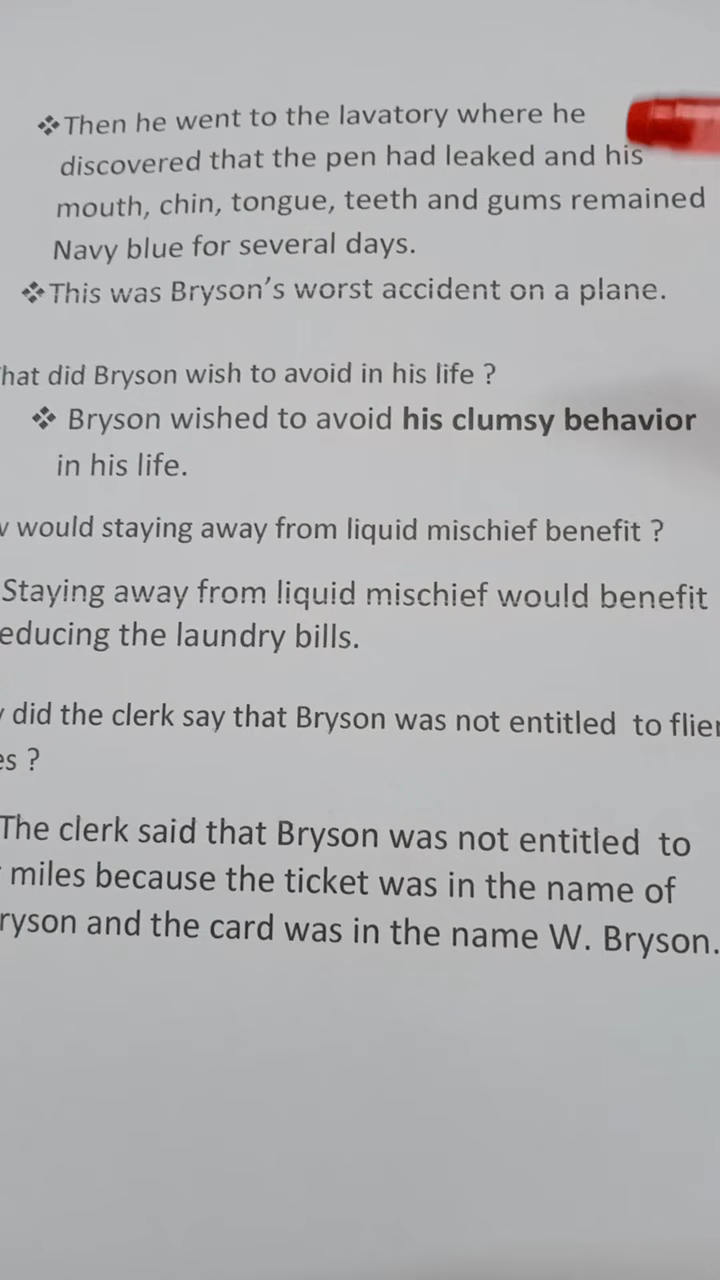 ❖Then he went to the lavatory where he
discovered that the pen had leaked and his
mouth, chin, tongue, teeth and gums remained
Navy blue for several days.
❖This was Bryson's worst accident on a plane.
hat did Bryson wish to avoid in his life ?
❖ Bryson wished to avoid his clumsy behavior
in his life.
would staying away from liquid mischief benefit ?
Staying away from liquid mischief would benefit
educing the laundry bills.
did the clerk say that Bryson was not entitled to flier
es ?
The clerk said that Bryson was not entitled to
miles because the ticket was in the name of
ryson and the card was in the name W. Bryson.